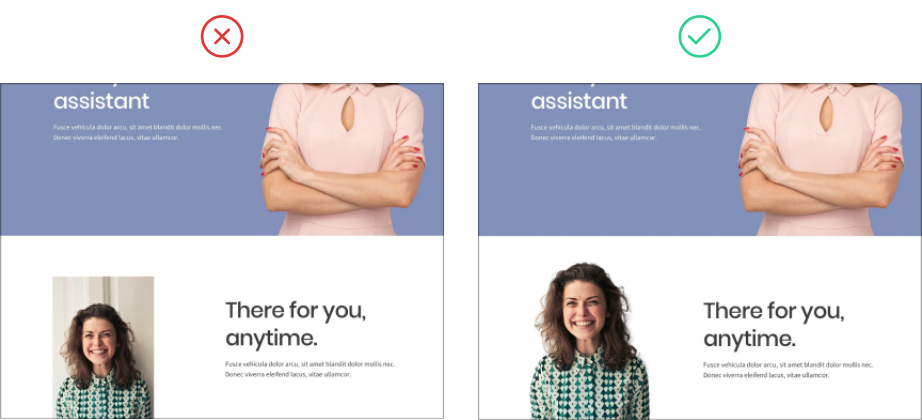 assistant
Fusce vehicula dolor arcu, sit amet blandit dolor mollis nec.
Donec viverra eleifend lacus, vitae ullamcor.
There for you,
anytime.
Fusce vehicula dolor arcu, sit amet blandit dolor mollis nec.
Donec viverra eleifend lacus, vitae ullamcor.
assistant
Fusce vehicula dolor arcu, sit amet blandit dolor mollis nec.
Donec viverra eleifend lacus, vitae ullamcor.
There for you,
anytime.
Fusce vehicula dolor arcu, sit amet blandit dolor mollis nec.
Donec viverra eleifend lacus, vitae ullamcor.